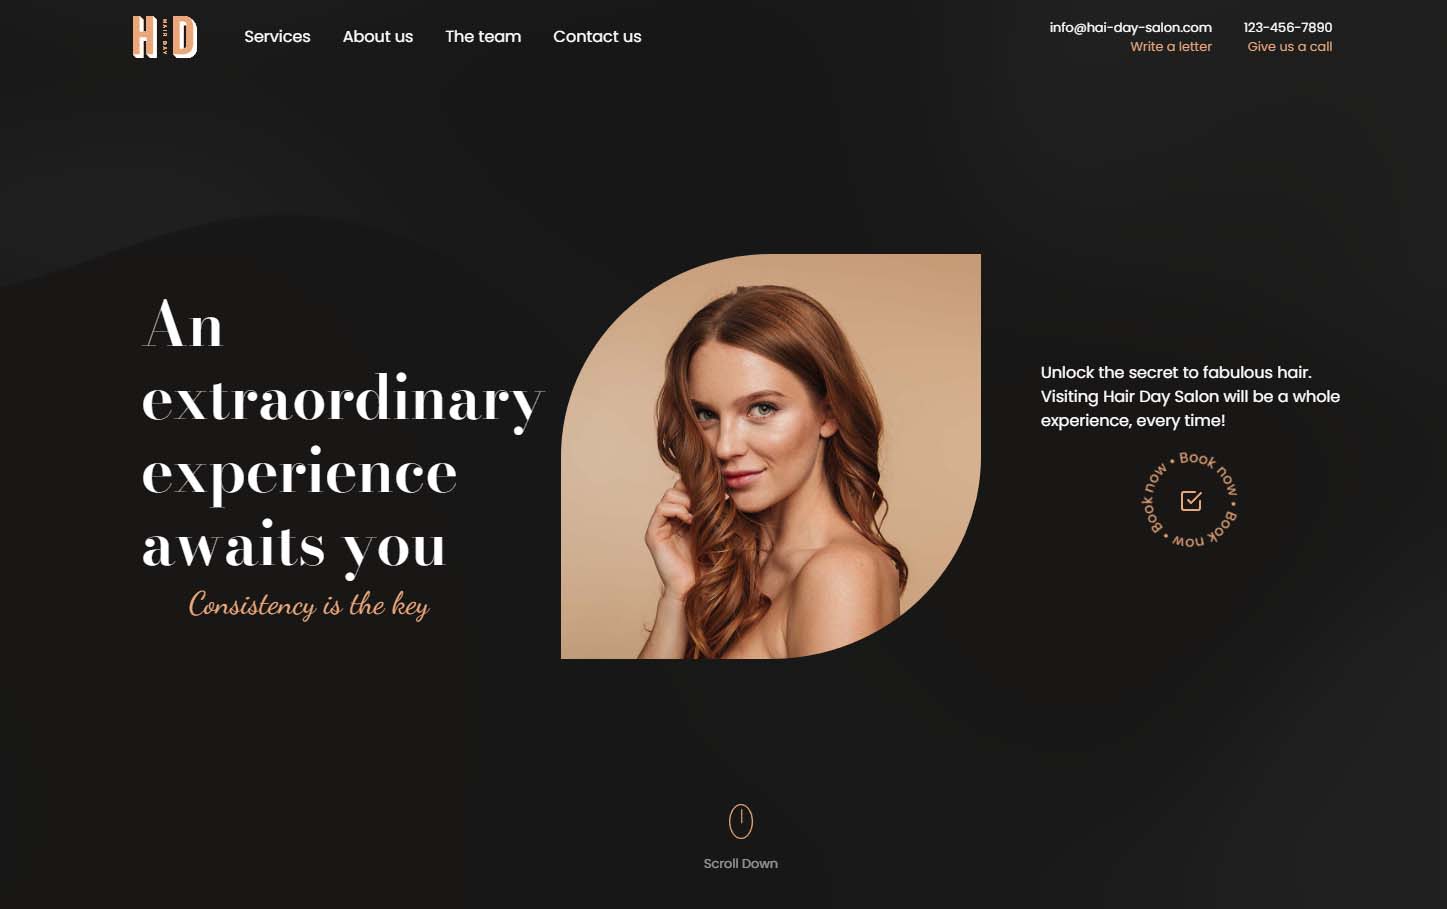 H HAIR DAY D
Services
About us
The team
Contact us
info@hai-day-salon.com
Write a letter
123-456-7890
Give us a call
An
extraordinary
experience
awaits you
Consistency is the key
Unlock the secret to fabulous hair.
Visiting Hair Day Salon will be a whole
experience, every time!
Book now • Book now • Book now • Book now •
Scroll Down